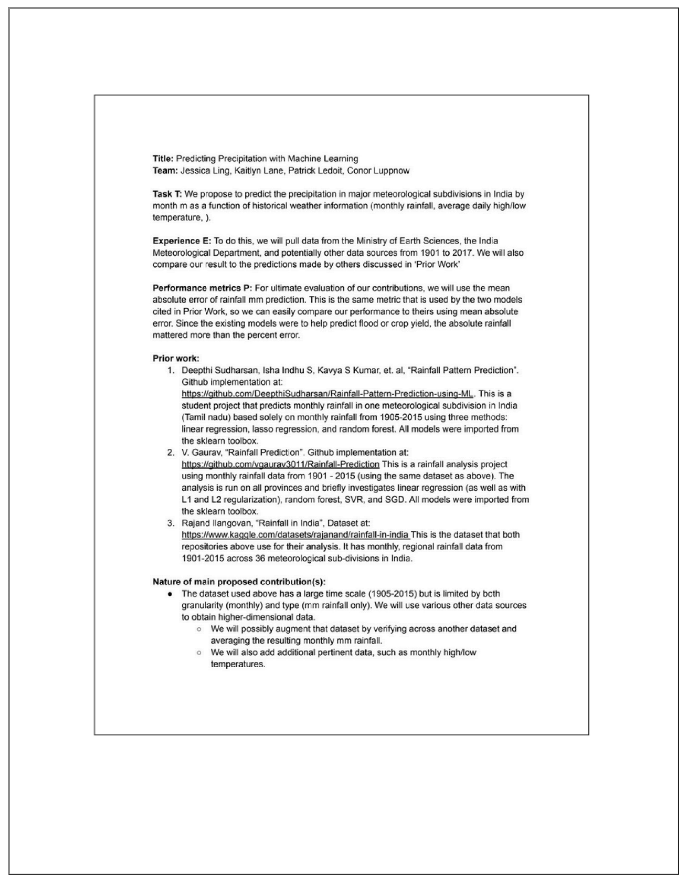 Title: Predicting Precipitation with Machine Learning
Team: Jessica Ling, Kaitlyn Lane, Patrick Ledoit, Conor Luppnow
Task T: We propose to predict the precipitation in major meteorological subdivisions in India by
month m as a function of historical weather information (monthly rainfall, average daily high/low
temperature, ).
Experience E: To do this, we will pull data from the Ministry of Earth Sciences, the India
Meteorological Department, and potentially other data sources from 1901 to 2017. We will also
compare our result to the predictions made by others discussed in ‘Prior Work’
Performance metrics P: For ultimate evaluation of our contributions, we will use the mean
absolute error of rainfall mm prediction. This is the same metric that is used by the two models
cited in Prior Work, so we can easily compare our performance to theirs using mean absolute
error. Since the existing models were to help predict flood or crop yield, the absolute rainfall
mattered more than the percent error.
Prior work:
1. Deepthi Sudharsan, Isha Indhu S, Kavya S Kumar, et. al, “Rainfall Pattern Prediction”.
Github implementation at:
https://github.com/DeepthiSudharsan/Rainfall-Pattern-Prediction-using-ML. This is a
student project that predicts monthly rainfall in one meteorological subdivision in India
(Tamil nadu) based solely on monthly rainfall from 1905-2015 using three methods:
linear regression, lasso regression, and random forest. All models were imported from
the sklearn toolbox.
2. V. Gaurav, “Rainfall Prediction”. Github implementation at:
https://github.com/vgaurav3011/Rainfall-Prediction This is a rainfall analysis project
using monthly rainfall data from 1901 - 2015 (using the same dataset as above). The
analysis is run on all provinces and briefly investigates linear regression (as well as with
L1 and L2 regularization), random forest, SVR, and SGD. All models were imported from
the sklearn toolbox.
3. Rajand Ilangovan, “Rainfall in India”, Dataset at:
https://www.kaggle.com/datasets/rajanand/rainfall-in-india This is the dataset that both
repositories above use for their analysis. It has monthly, regional rainfall data from
1901-2015 across 36 meteorological sub-divisions in India.
Nature of main proposed contribution(s):
● The dataset used above has a large time scale (1905-2015) but is limited by both
granularity (monthly) and type (mm rainfall only). We will use various other data sources
to obtain higher-dimensional data.
○ We will possibly augment that dataset by verifying across another dataset and
averaging the resulting monthly mm rainfall.
○ We will also add additional pertinent data, such as monthly high/low
temperatures.